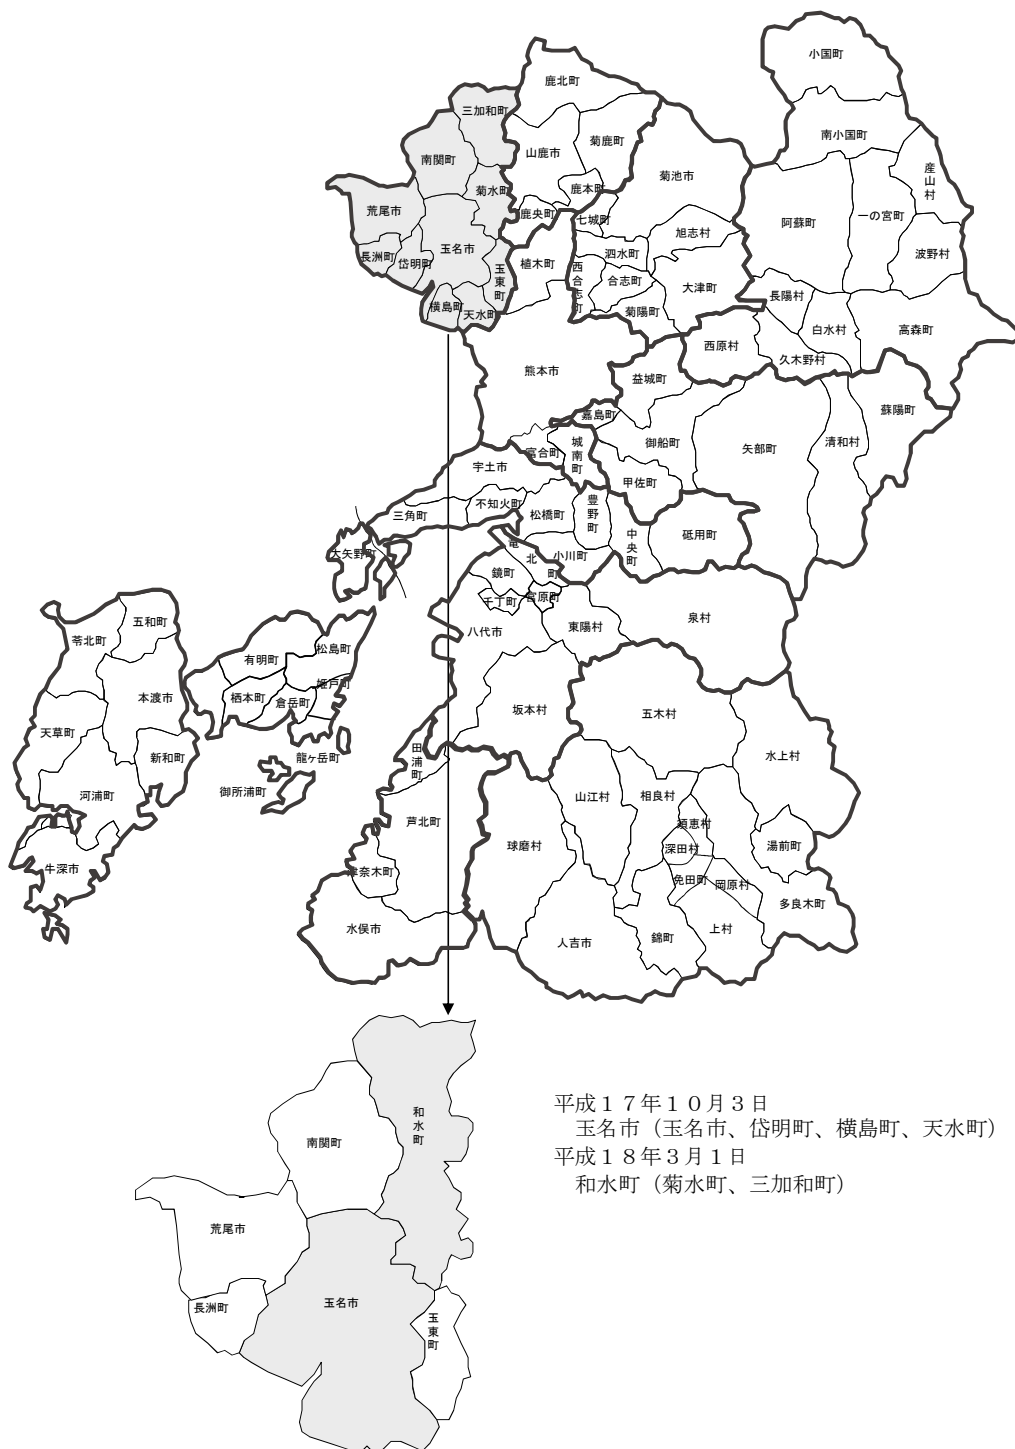 小国町
鹿北町
三加和町
南小国町
菊鹿町
山鹿市
南関町
産山村
菊池市
菊水町
鹿本町
荒尾市
鹿央町
七城町
阿蘇町
一の宮町
旭志村
玉名市
長洲町
岱明町
泗水町
波野村
植木町
西合志町
合志町
玉東町
大津町
長陽村
横島町
天水町
菊陽町
白水村
高森町
西原村
久木野村
熊本市
益城町
蘇陽町
嘉島町
御船町
矢部町
清和村
富合町
城南町
宇土市
甲佐町
不知火町
三角町
松橋町
豊野町
中央町
砥用町
大矢野町
竜北町
小川町
鏡町
千丁町
宮原町
五和町
八代市
東陽村
泉村
苓北町
松島町
有明町
姫戸町
本渡市
栖本町
倉岳町
坂本村
五木村
天草町
新和町
龍ヶ岳町
田浦町
水上村
河浦町
御所浦町
山江村
相良村
芦北町
須恵村
球磨村
深田村
湯前町
牛深市
津奈木町
免田町
岡原村
多良木町
水俣市
上村
人吉市
錦町
和水町
南関町
荒尾市
玉名市
長洲町
玉東町
平成17年10月3日
玉名市(玉名市、岱明町、横島町、天水町)
平成18年3月1日
和水町(菊水町、三加和町)